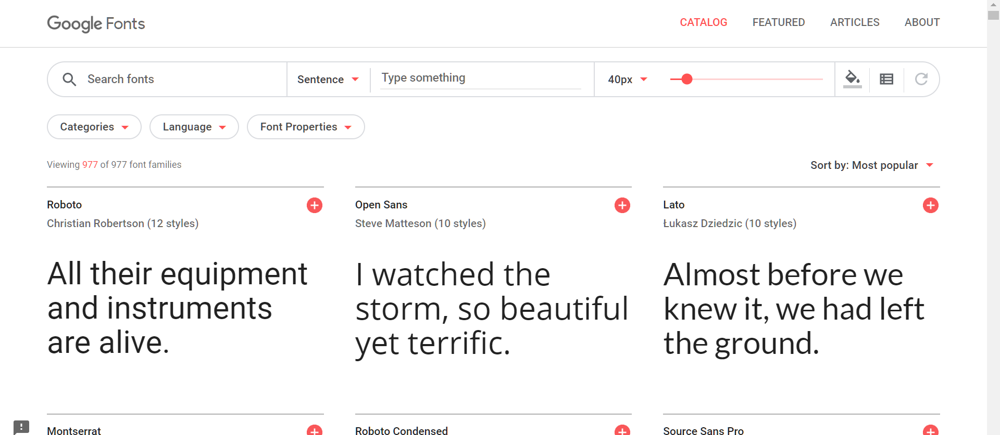 Google Fonts
CATALOG FEATURED ARTICLES ABOUT
Search fonts
Sentence
Type something
40px
Categories
Language
Font Properties
Viewing 977 of 977 font families
Sort by: Most popular
Roboto
Christian Robertson (12 styles)
All their equipment
and instruments
are alive.
Open Sans
Steve Matteson (10 styles)
I watched the
storm, so beautiful
yet terrific.
Lato
Łukasz Dziedzic (10 styles)
Almost before we
knew it, we had left
the ground.
Montserrat
Roboto Condensed
Source Sans Pro